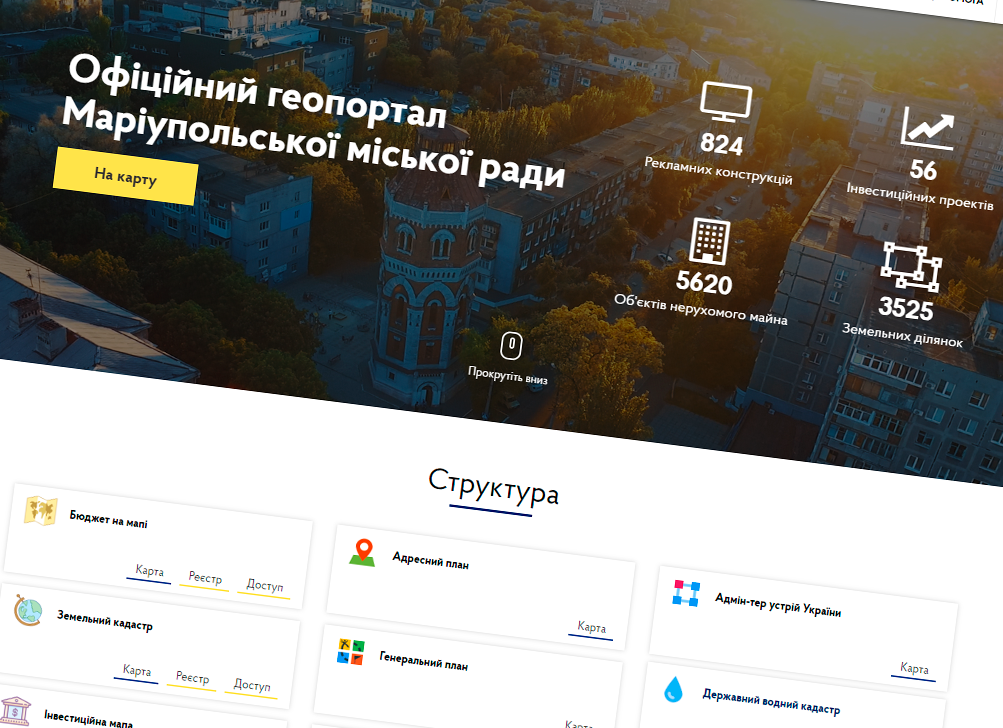 Офіційний геопортал
Маріупольської міської ради
На карту
824
Рекламних конструкцій
56
Інвестиційних проектів
5620
Об'єктів нерухомого майна
3525
Земельних ділянок
Прокрутіть вниз
Структура
Бюджет на мапі
Карта Реєстр Доступ
Адресний план
Карта
Адмін-тер устрій України
Карта
Земельний кадастр
Карта Реєстр Доступ
Генеральний план
Карта
Державний водний кадастр
Інвестиційна мапа